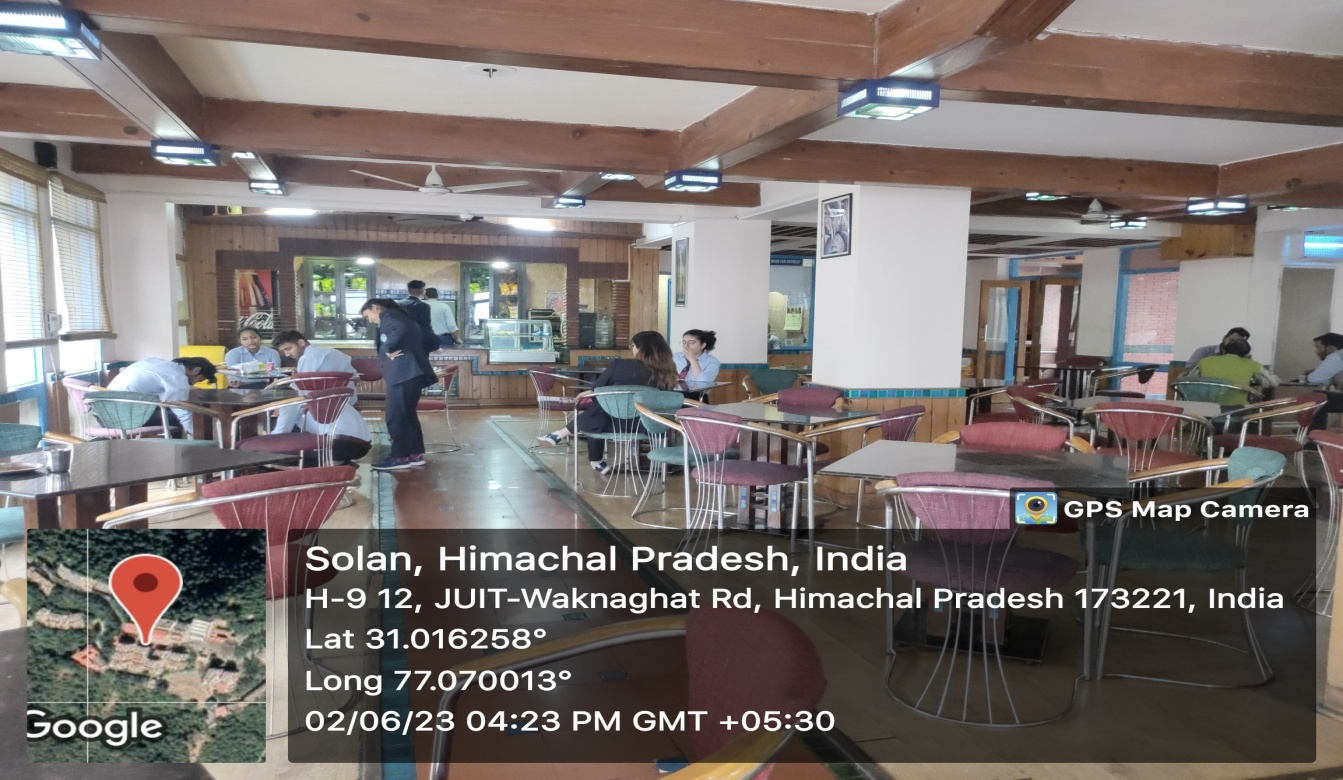 Cola
GPS Map Camera
Solan, Himachal Pradesh, India
H-9 12, JUIT-Waknaghat Rd, Himachal Pradesh 173221, India
Lat 31.016258°
Long 77.070013°
02/06/23 04:23 PM GMT +05:30
Google